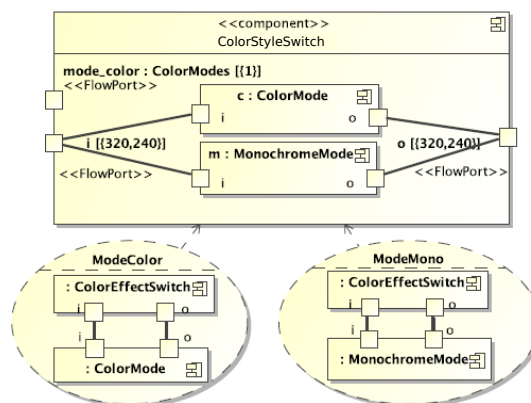 <<component>>
ColorStyleSwitch
mode_color : ColorModes [{1}]
<<FlowPort>>
c : ColorMode
i
o
i [{320,240}]
o [{320,240}]
m : MonochromeMode
<<FlowPort>>
i
o
<<FlowPort>>
ModeColor
: ColorEffectSwitch
i
o
i
o
: ColorMode
ModeMono
: ColorEffectSwitch
i
o
i
o
: MonochromeMode